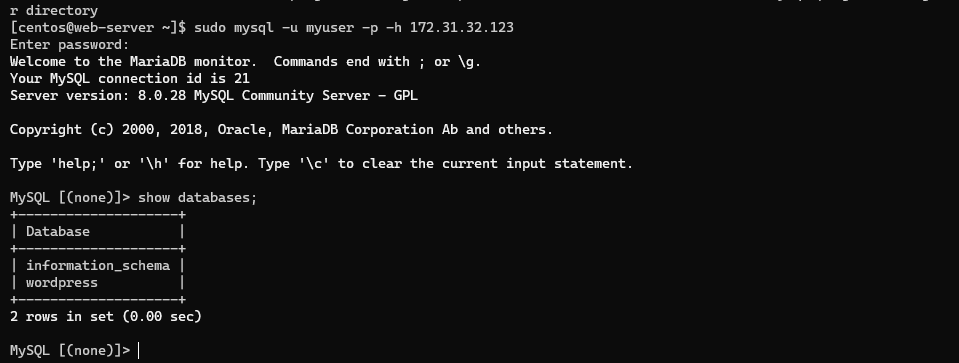 r directory
[centos@web-server ~]$ sudo mysql -u myuser -p -h 172.31.32.123
Enter password:
Welcome to the MariaDB monitor.  Commands end with ; or \g.
Your MySQL connection id is 21
Server version: 8.0.28 MySQL Community Server - GPL

Copyright (c) 2000, 2018, Oracle, MariaDB Corporation Ab and others.

Type 'help;' or '\h' for help. Type '\c' to clear the current input statement.

MySQL [(none)]> show databases;
+--------------------+
| Database           |
+--------------------+
| information_schema |
| wordpress          |
+--------------------+
2 rows in set (0.00 sec)

MySQL [(none)]>